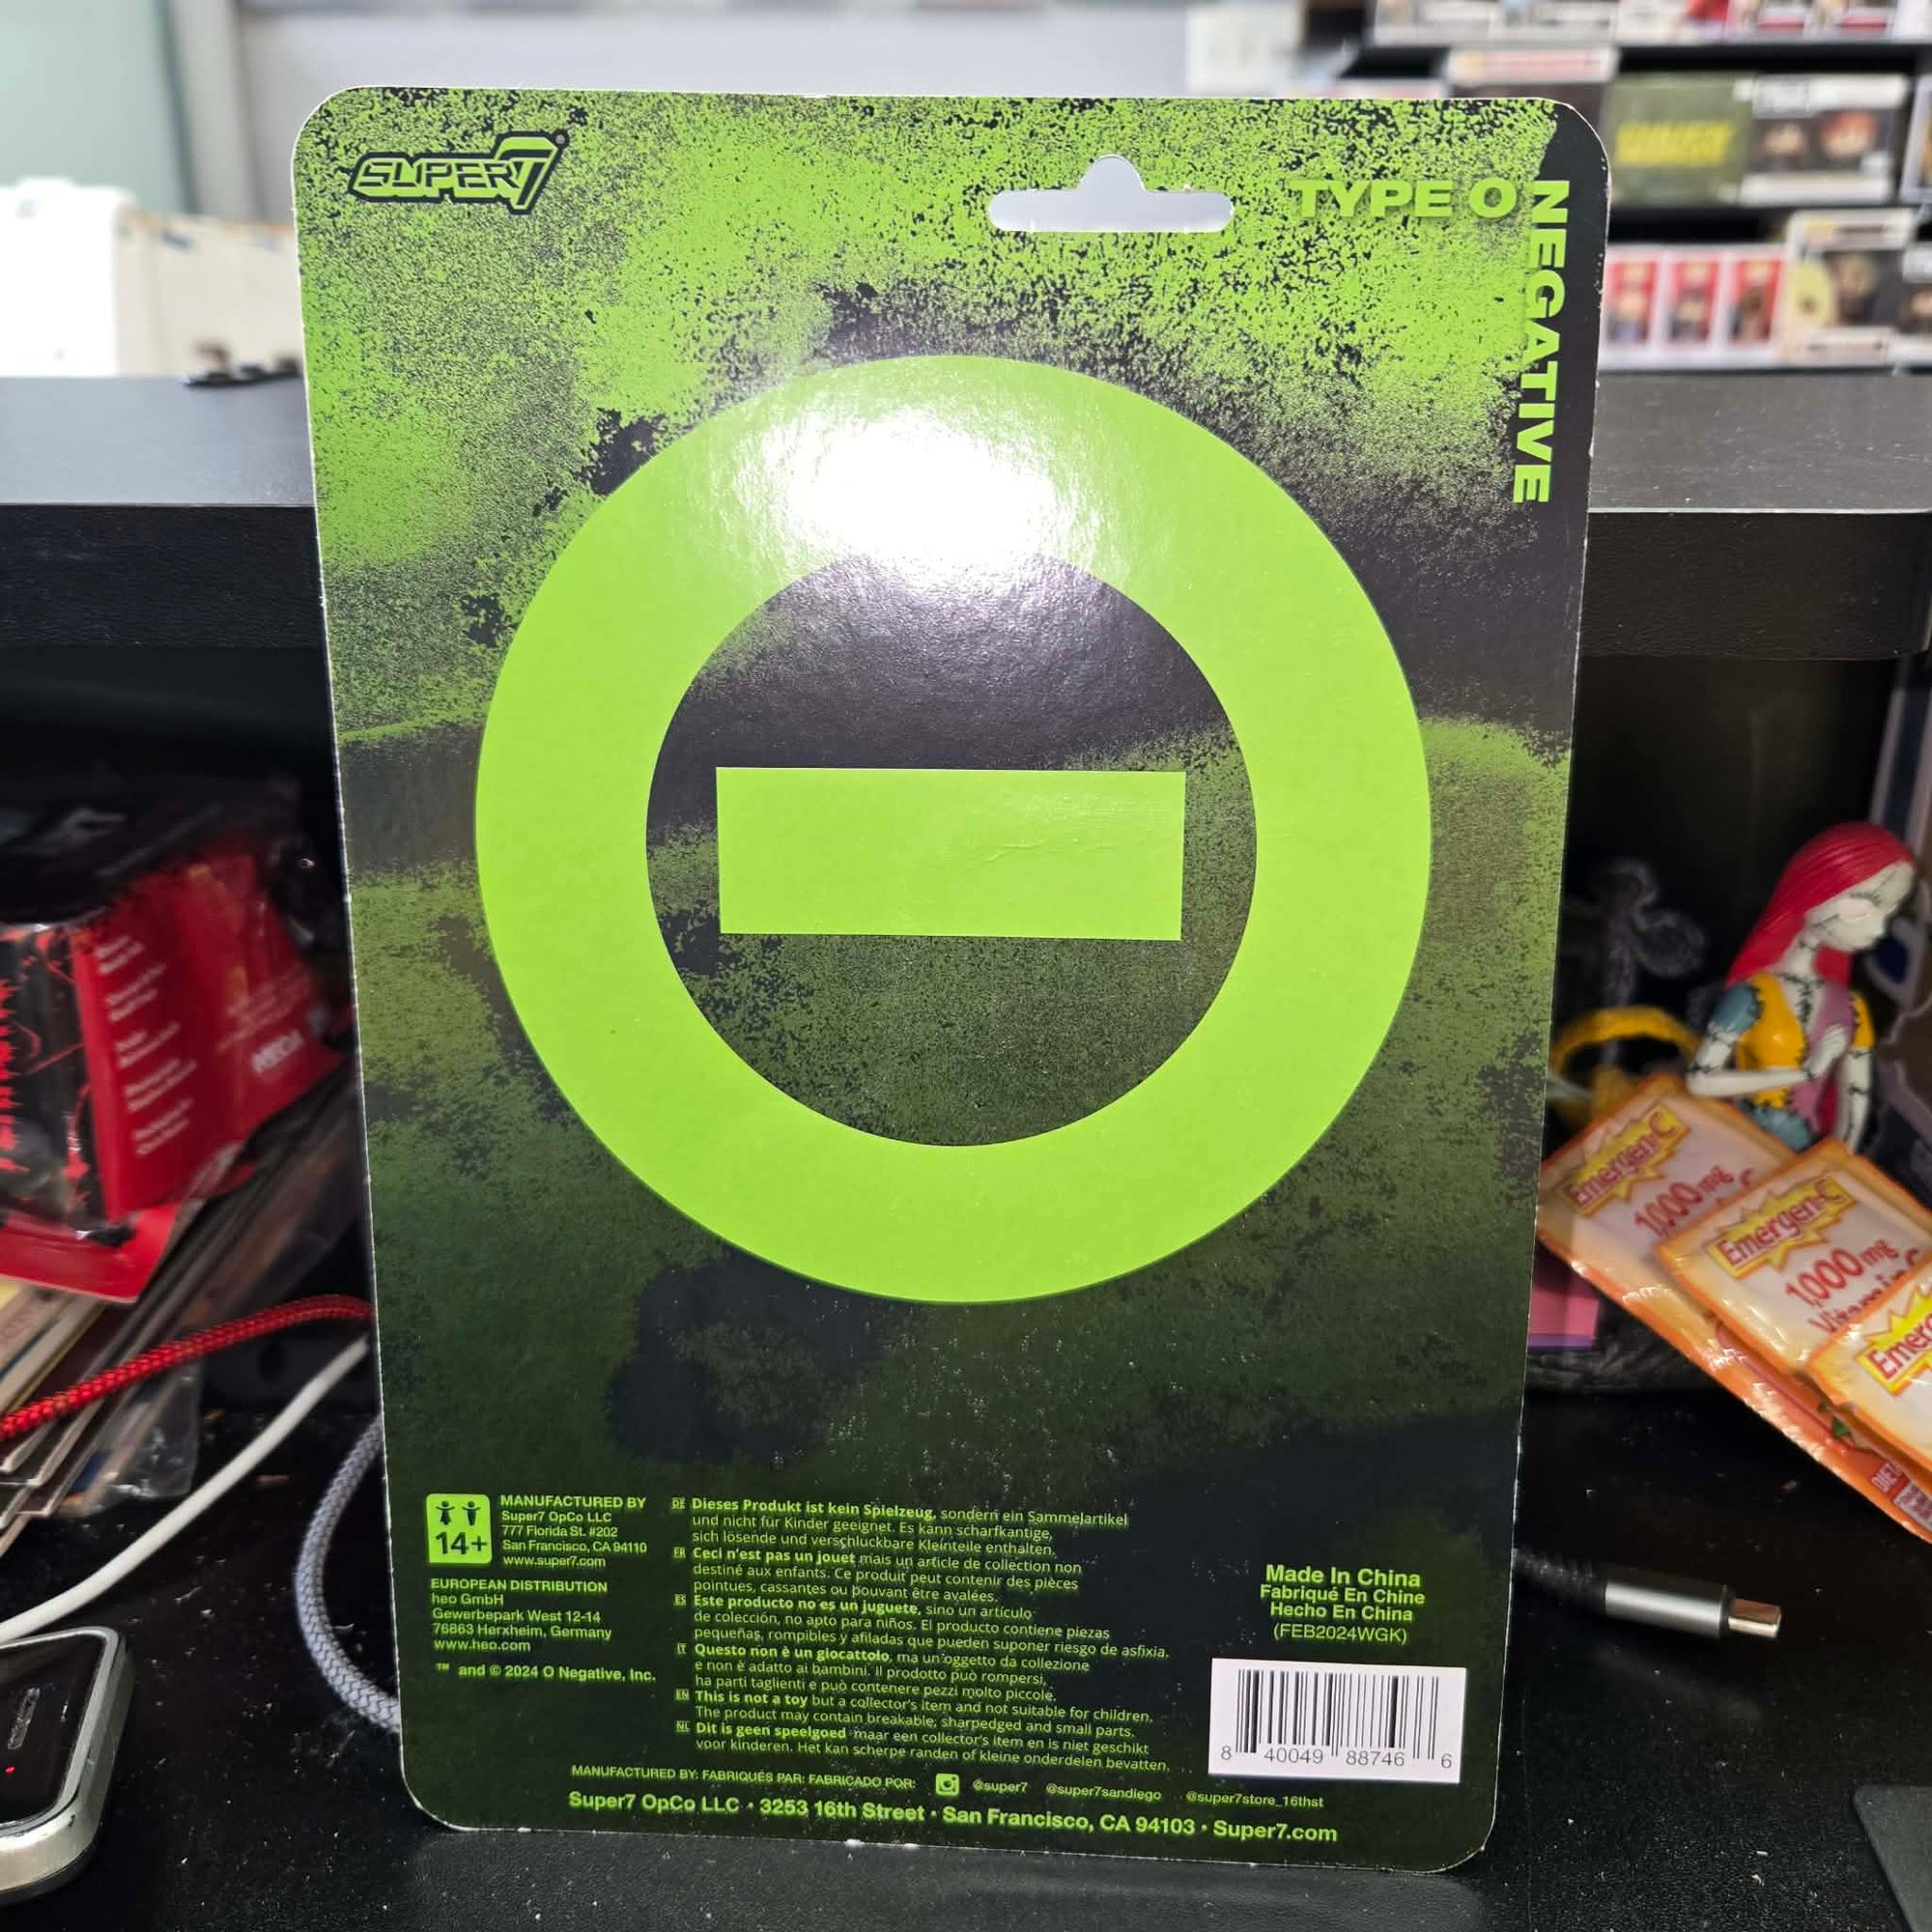 SUPER7
TYPE O
NEGATIVE
14+
MANUFACTURED BY
Super7 OpCo LLC
777 Florida St. #202
San Francisco, CA 94110
www.super7.com
EUROPEAN DISTRIBUTION
heo GmbH
Gewerbepark West 12-14
76863 Herxheim, Germany
www.heo.com
™ and © 2024 O Negative, Inc.
DE Dieses Produkt ist kein Spielzeug, sondern ein Sammelartikel
und nicht für Kinder geeignet. Es kann scharfkantige,
sich lösende und verschluckbare Kleinteile enthalten.
FR Ceci n'est pas un jouet mais un article de collection non
destiné aux enfants. Ce produit peut contenir des pièces
pointues, cassantes ou pouvant être avalées.
ES Este producto no es un juguete, sino un artículo
de colección, no apto para niños. El producto contiene piezas
pequeñas, rompibles y afiladas que pueden suponer riesgo de asfixia.
IT Questo non è un giocattolo, ma un'oggetto da collezione
e non è adatto ai bambini. Il prodotto può rompersi,
ha parti taglienti e può contenere pezzi molto piccole.
EN This is not a toy but a collector's item and not suitable for children.
The product may contain breakable, sharpedged and small parts.
NL Dit is geen speelgoed maar een collector's item en is niet geschikt
voor kinderen. Het kan scherpe randen of kleine onderdelen bevatten.
Made In China
Fabriqué En Chine
Hecho En China
(FEB2024WGK)
8 40049 88746 6
MANUFACTURED BY: FABRIQUÉS PAR: FABRICADO POR:
@super7 @super7sandiego @super7store_16thst
Super7 OpCo LLC • 3253 16th Street • San Francisco, CA 94103 • Super7.com
NECA
Emergen-C
1000 mg
Emergen-C
1000 mg
Vitamin C